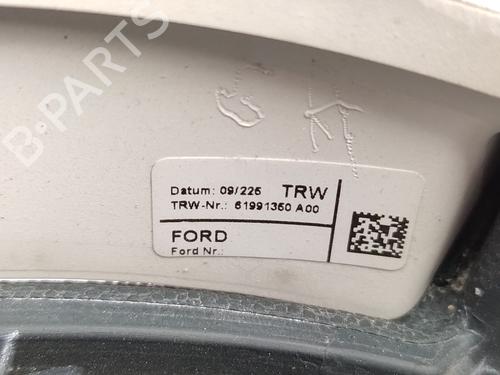 B-PARTS
Datum: 09/225 TRW
TRW-Nr.: 61991350 A00
FORD
Ford Nr.: